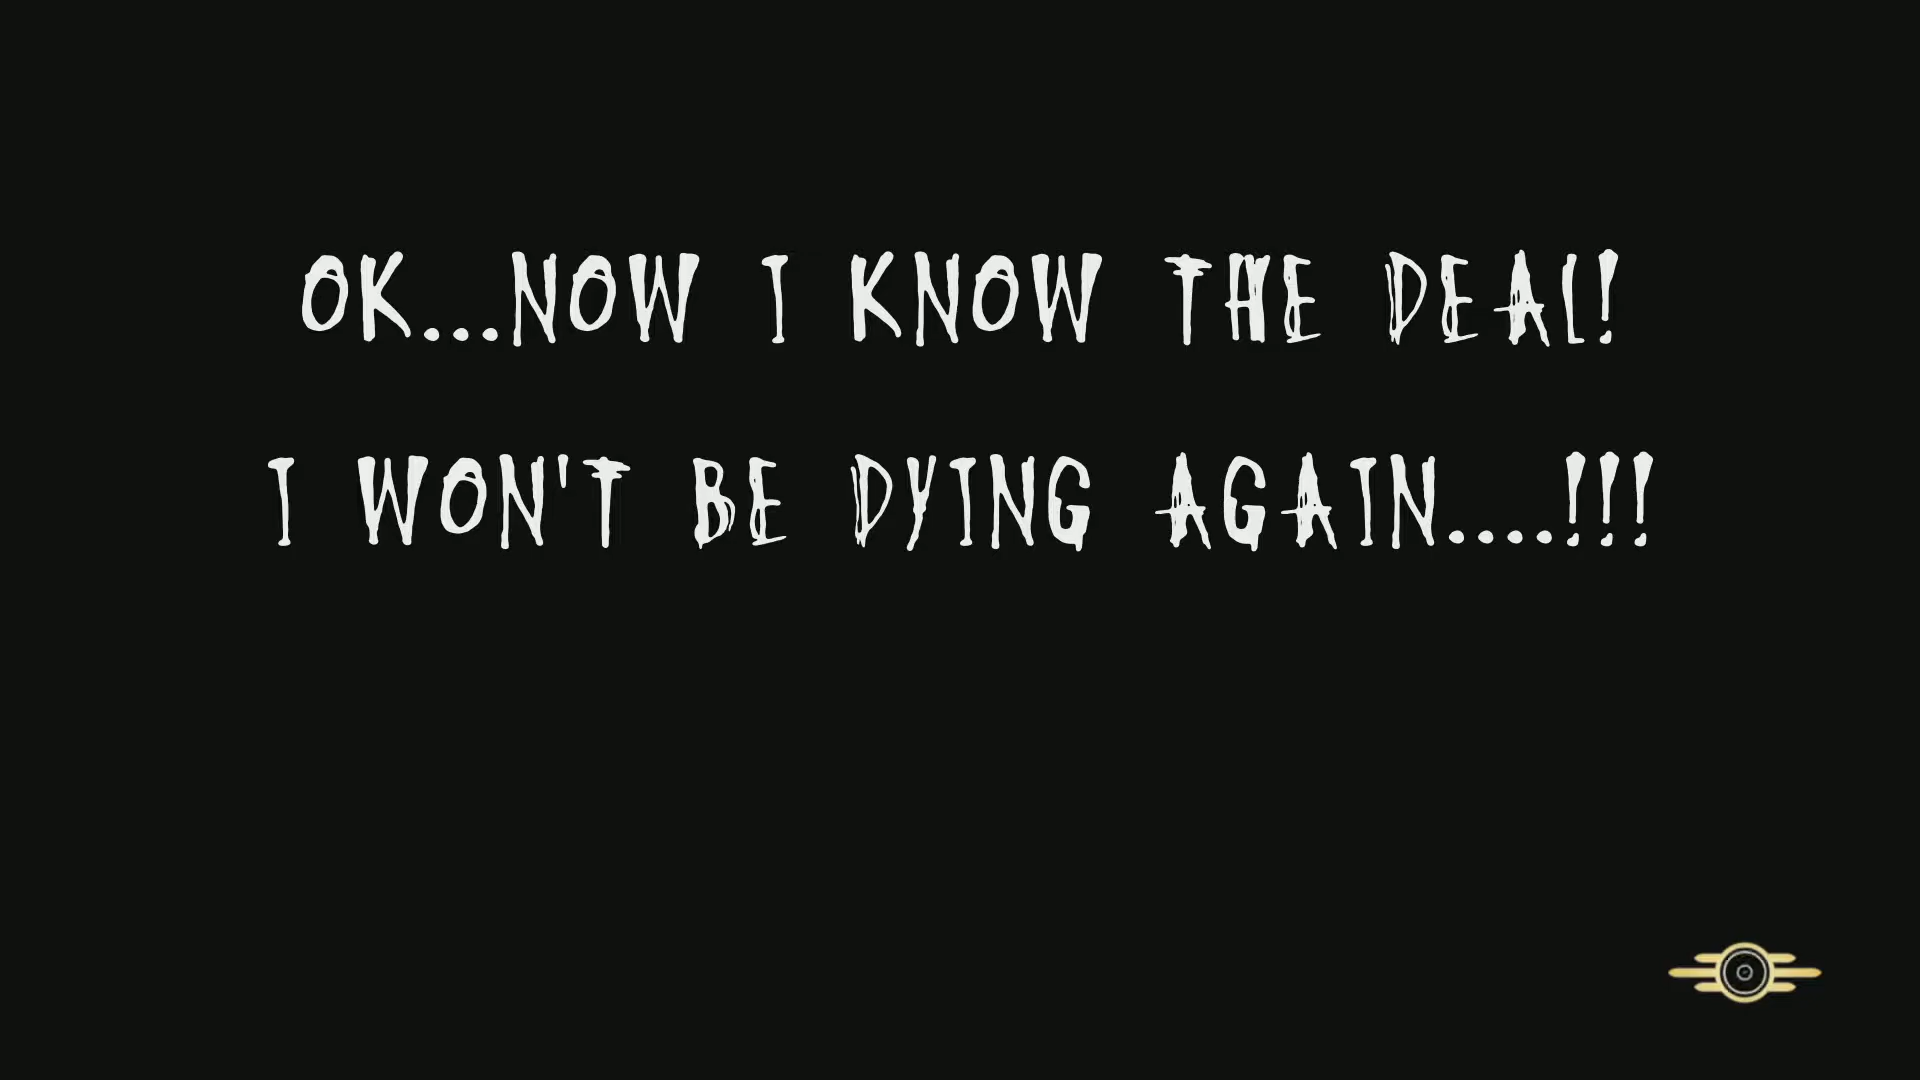 OK...NOW I KNOW THE DEAL!
I WON'T BE DYING AGAIN....!!!